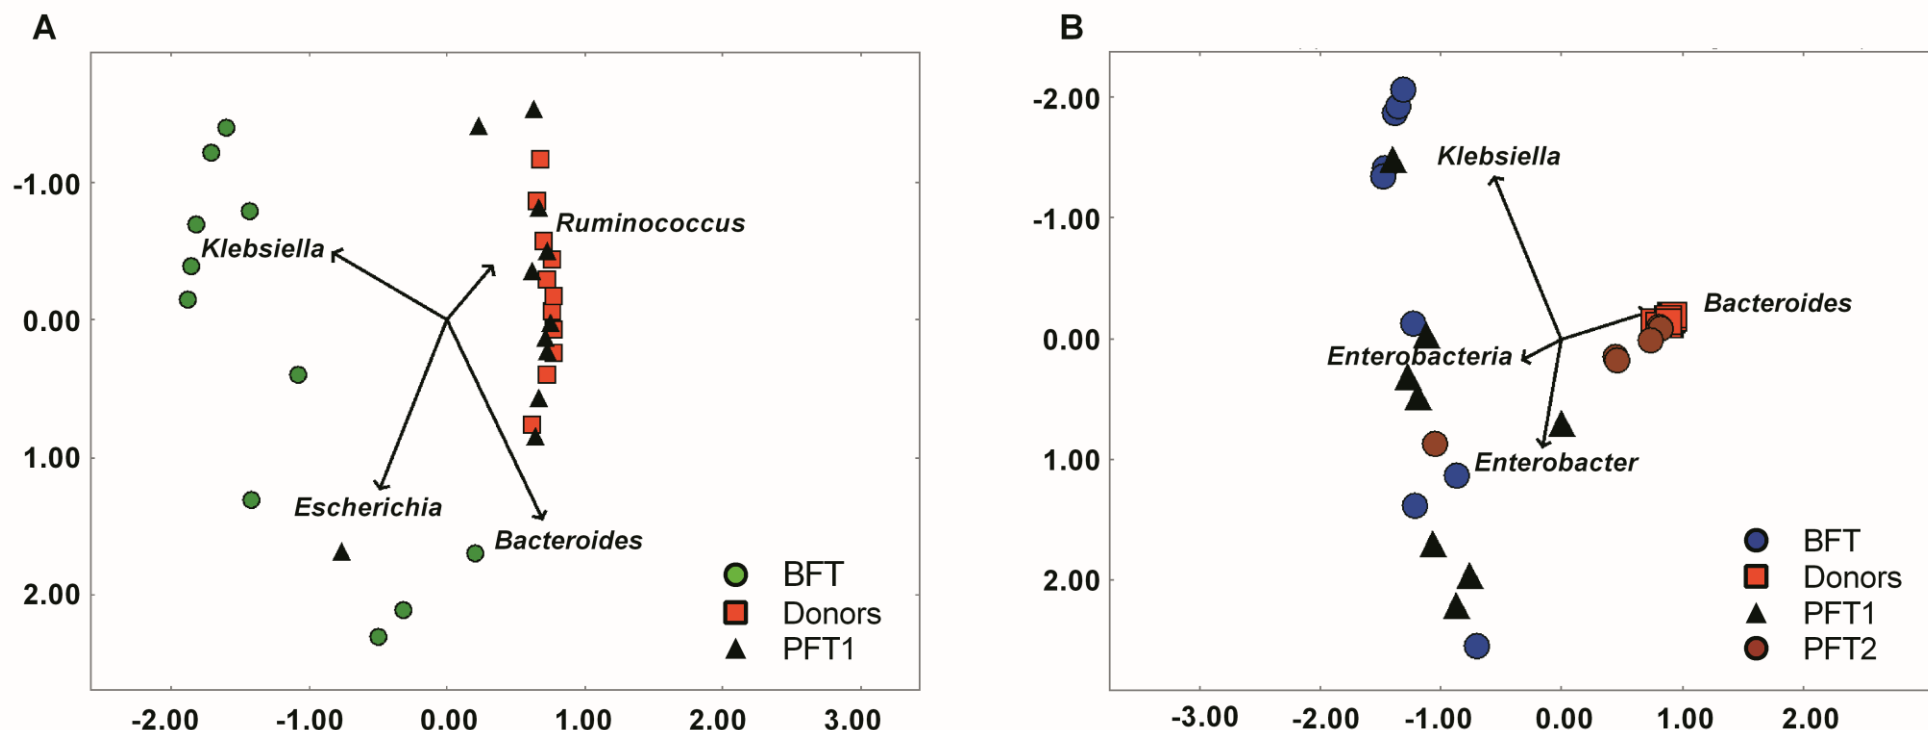 A
-1.00
0.00
1.00
2.00
-2.00 -1.00 0.00 1.00 2.00 3.00
Klebsiella
Ruminococcus
Escherichia
Bacteroides
BFT
Donors
PFT1
B
-2.00
-1.00
0.00
1.00
2.00
-3.00 -2.00 -1.00 0.00 1.00 2.00
Klebsiella
Bacteroides
Enterobacteria
Enterobacter
BFT
Donors
PFT1
PFT2